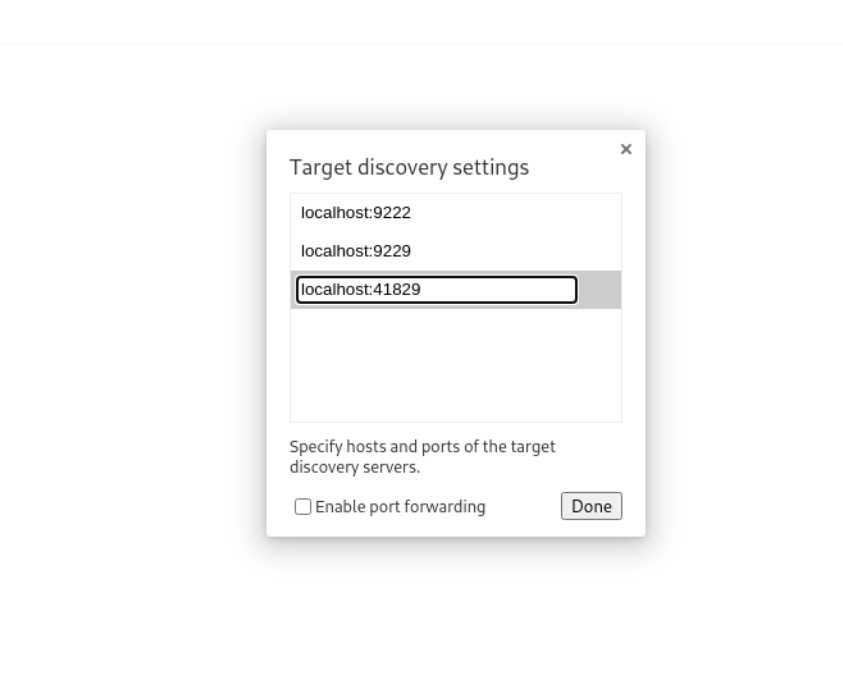 Target discovery settings
localhost:9222
localhost:9229
localhost:41829
Specify hosts and ports of the target
discovery servers.
Enable port forwarding
Done